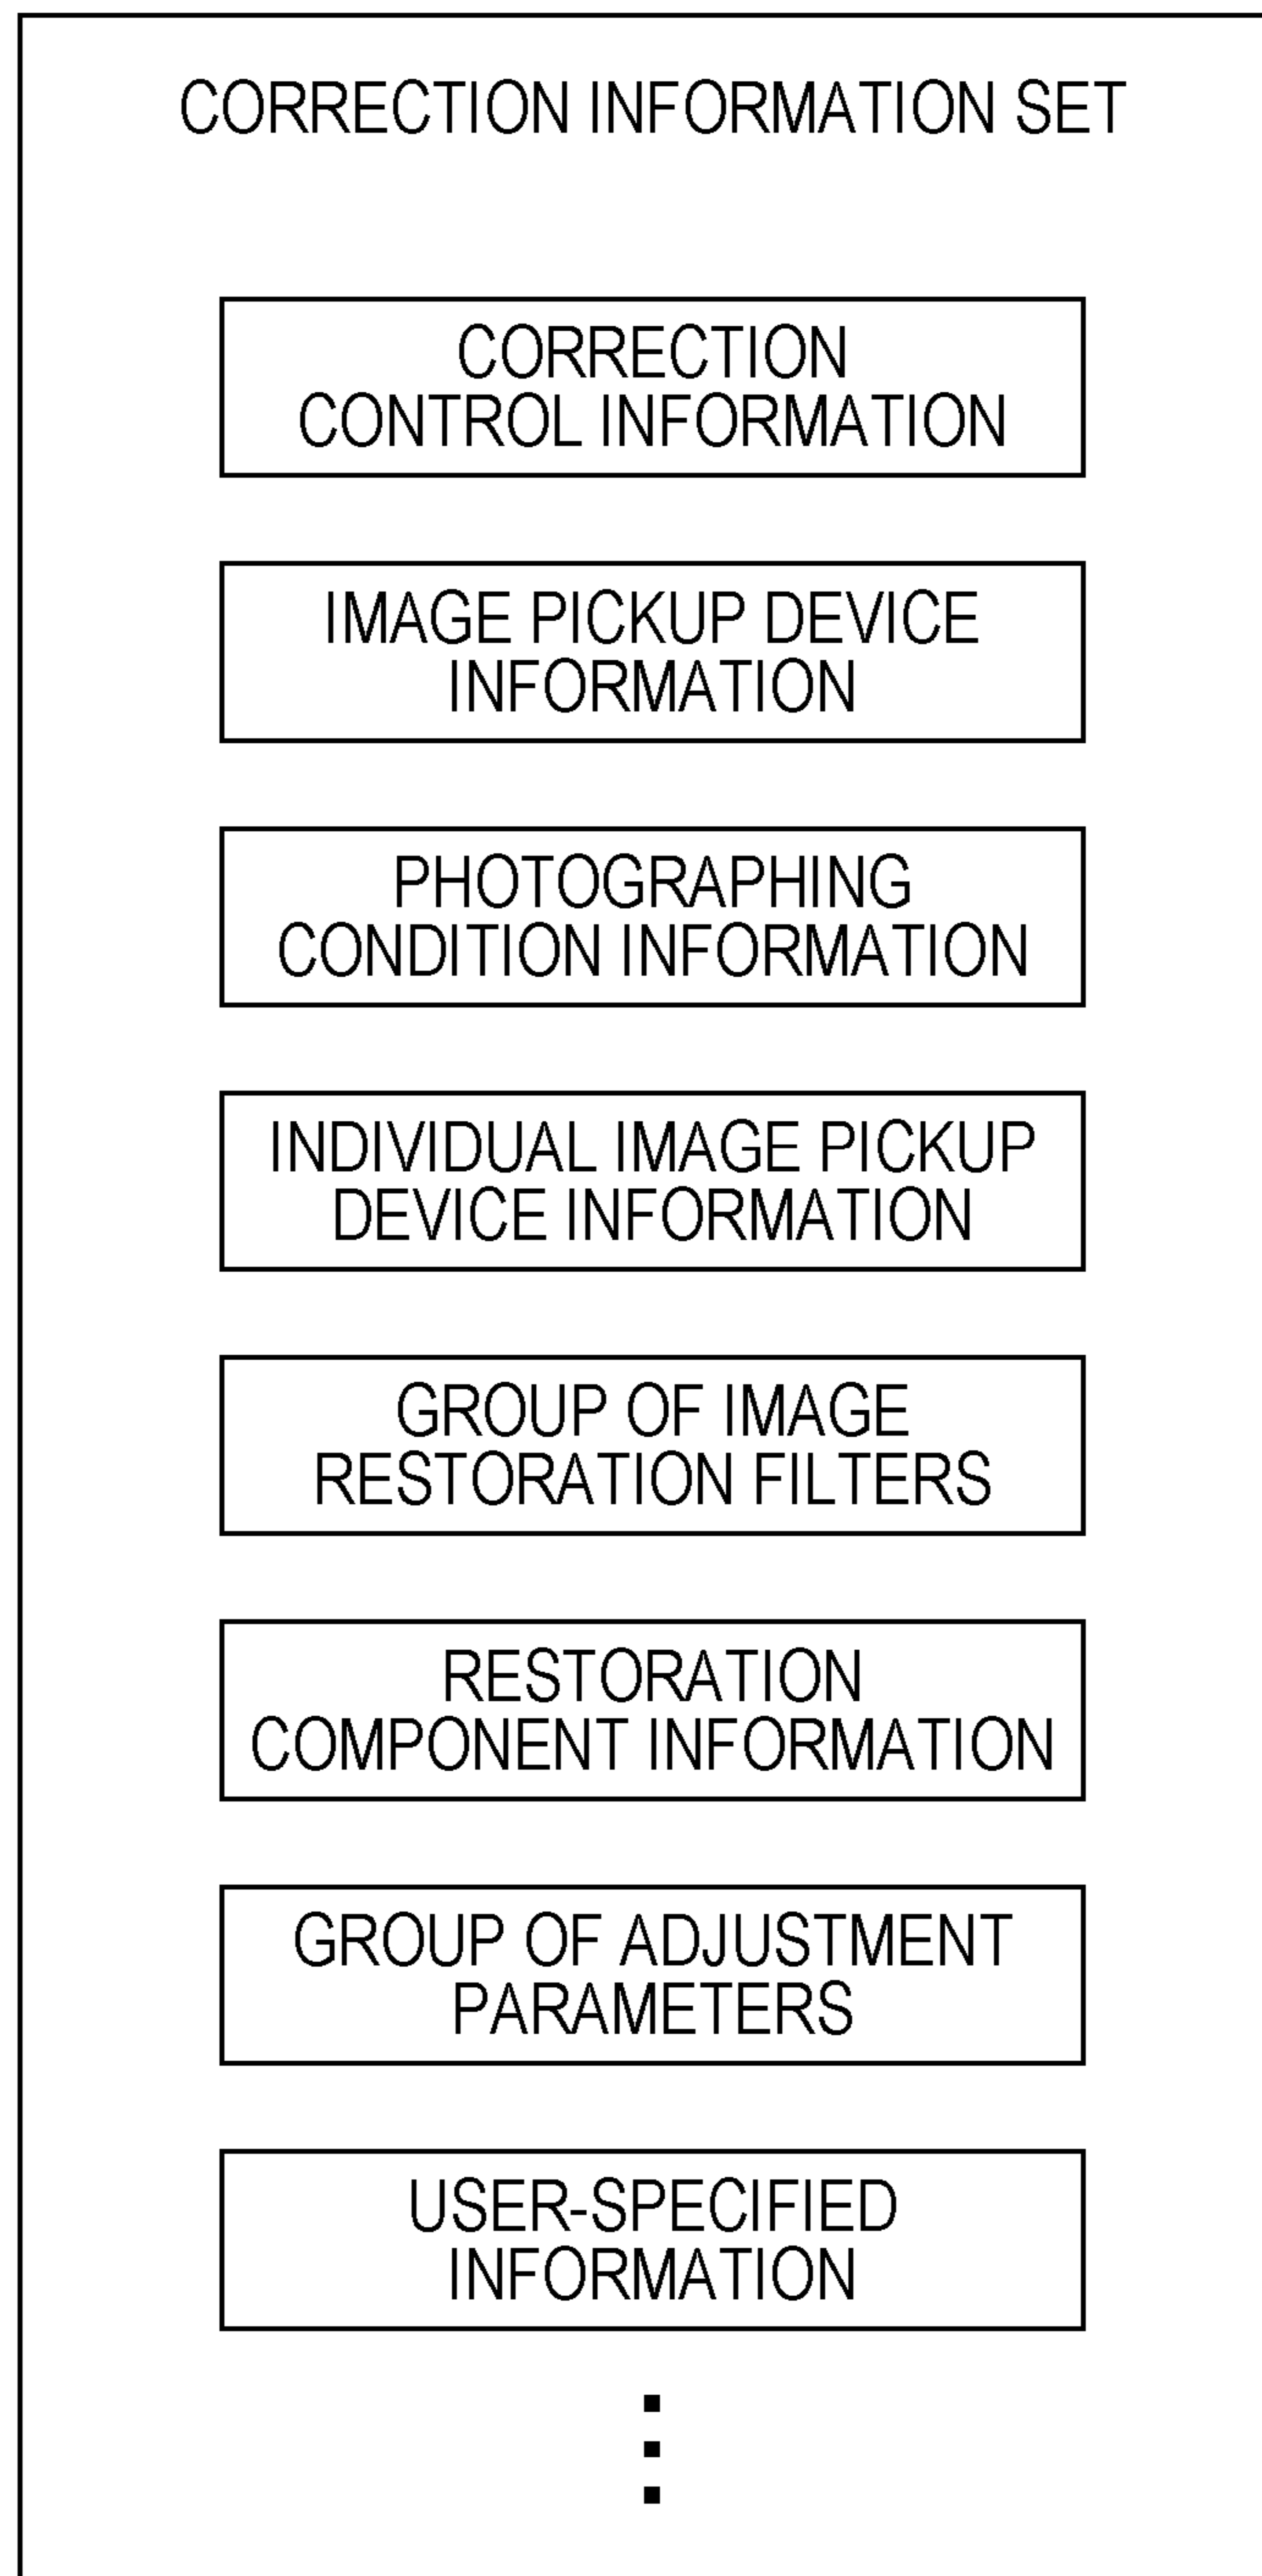 CORRECTION INFORMATION SET
CORRECTION
CONTROL INFORMATION
IMAGE PICKUP DEVICE
INFORMATION
PHOTOGRAPHING
CONDITION INFORMATION
INDIVIDUAL IMAGE PICKUP
DEVICE INFORMATION
GROUP OF IMAGE
RESTORATION FILTERS
RESTORATION
COMPONENT INFORMATION
GROUP OF ADJUSTMENT
PARAMETERS
USER-SPECIFIED
INFORMATION